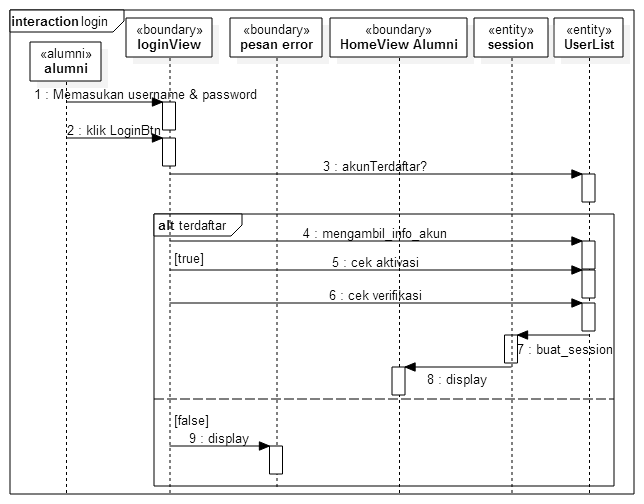 interaction login
«alumni»
alumni
«boundary»
loginView
«boundary»
pesan error
«boundary»
HomeView Alumni
«entity»
session
«entity»
UserList
1 : Memasukan username & password
2 : klik LoginBtn
3 : akunTerdaftar?
alt terdaftar
4 : mengambil_info_akun
[true]
5 : cek aktivasi
6 : cek verifikasi
7 : buat_session
8 : display
[false]
9 : display